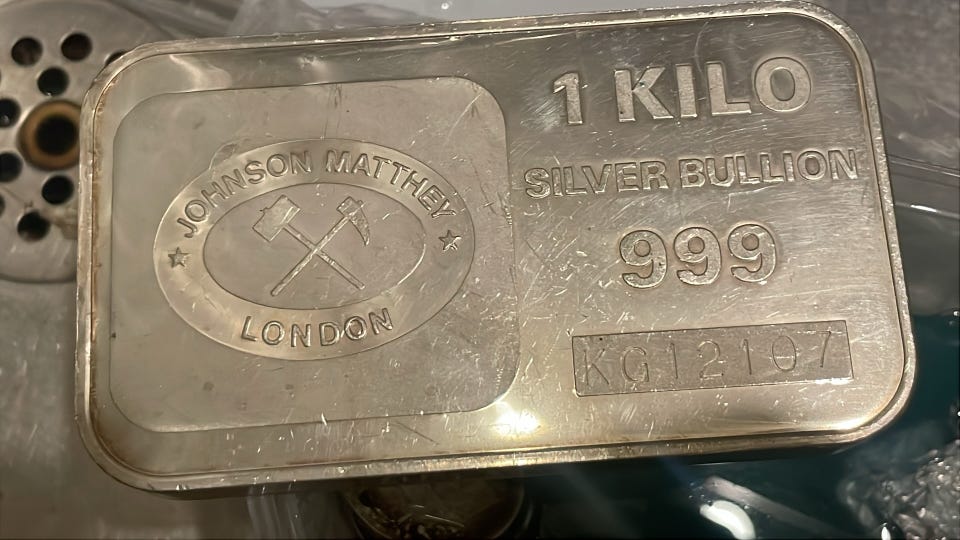 JOHNSON MATTHEY
LONDON
1 KILO
SILVER BULLION
999
KG12107